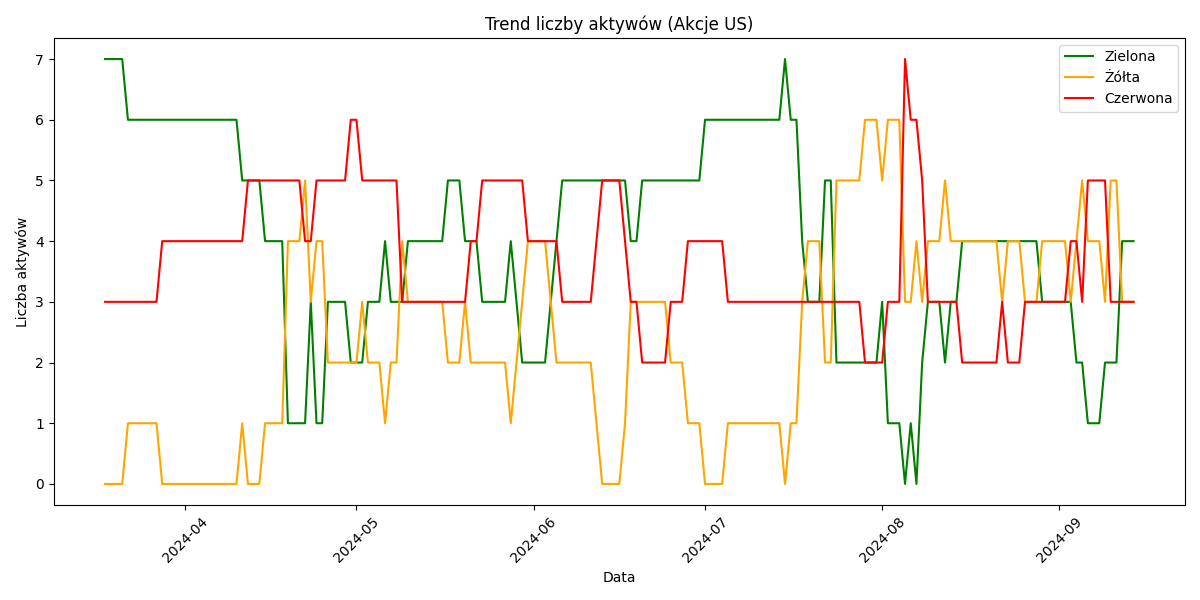 Trend liczby aktywów (Akcje US)
Zielona
Żółta
Czerwona
Liczba aktywów
7
6
5
4
3
2
1
0
2024-04
2024-05
2024-06
2024-07
2024-08
2024-09
Data